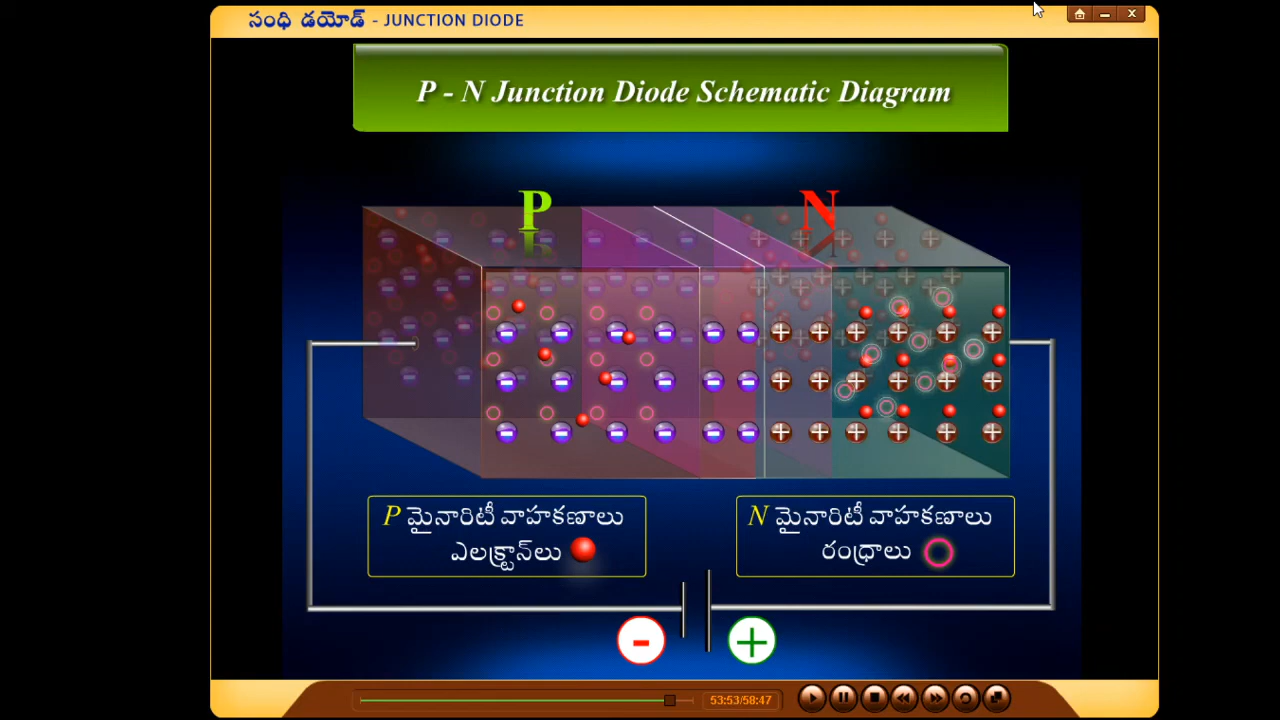 సంధి డయోడ్ - JUNCTION DIODE
P - N Junction Diode Schematic Diagram
P
N
P మైనారిటీ వాహకణాలు
ఎలక్ట్రాన్‌లు
N మైనారిటీ వాహకణాలు
రంధ్రాలు
- +
53:53/58:47